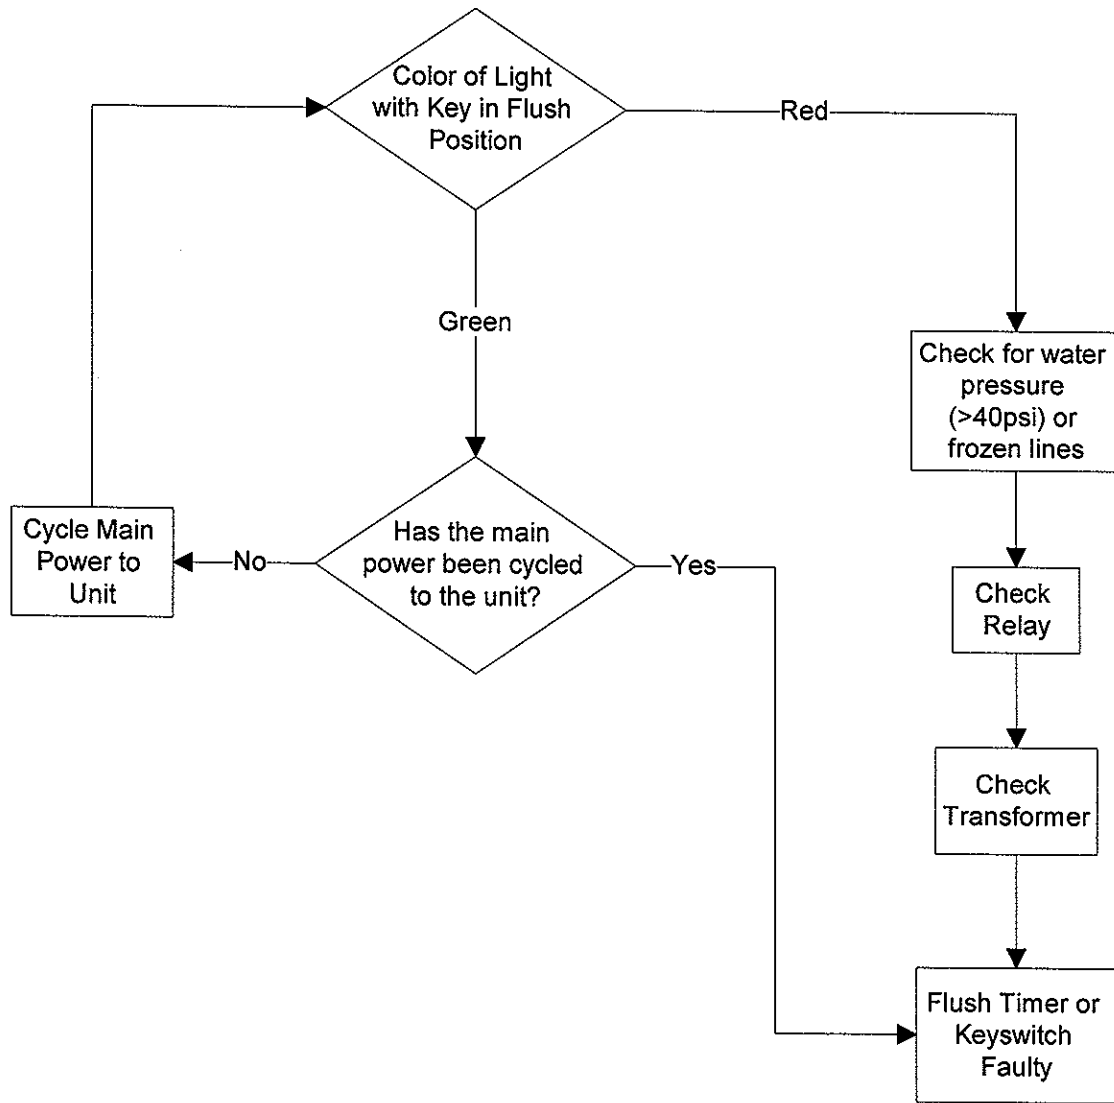 Color of Light
with Key in Flush
Position
Red
Green
Check for water
pressure
(>40psi) or
frozen lines
Cycle Main
Power to
Unit
No
Has the main
power been cycled
to the unit?
Yes
Check
Relay
Check
Transformer
Flush Timer or
Keyswitch
Faulty